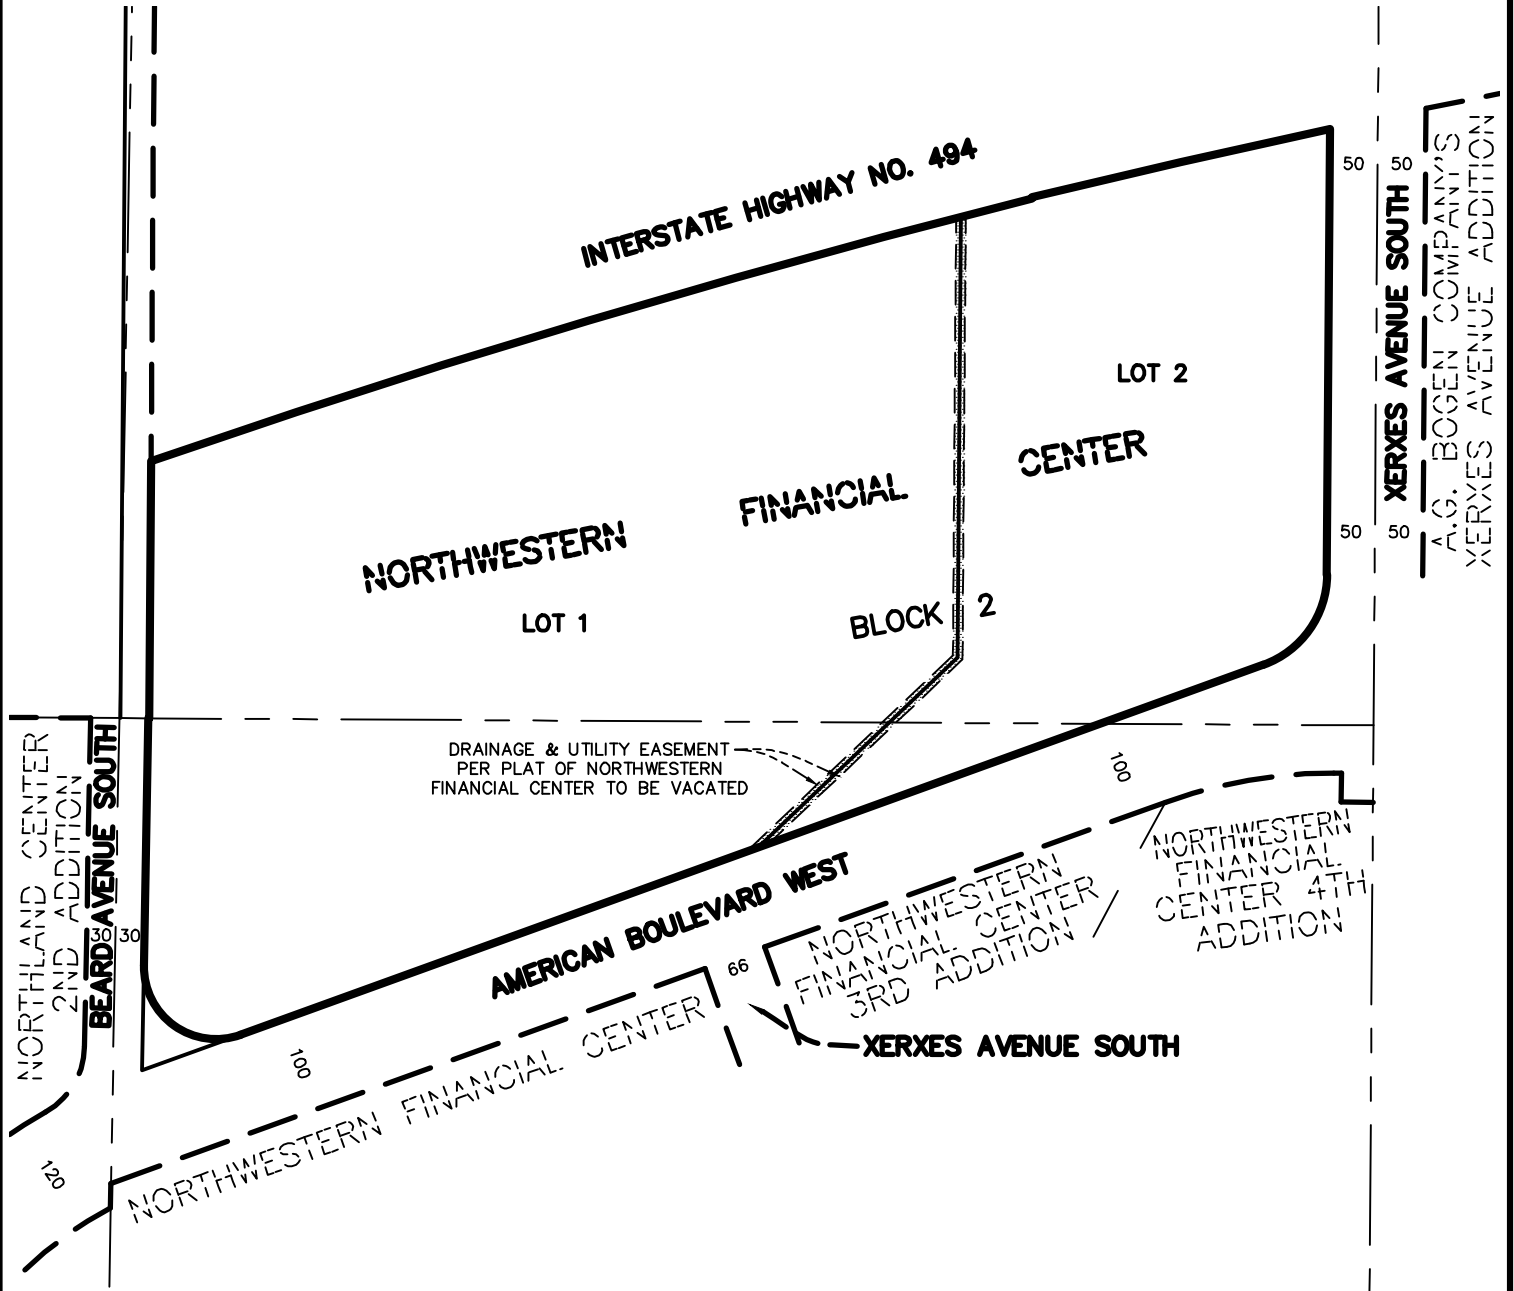 INTERSTATE HIGHWAY NO. 494
50 50
XERXES AVENUE SOUTH
A.G. BOGEN COMPANY'S
XERXES AVENUE ADDITION
LOT 2
NORTHWESTERN FINANCIAL CENTER
50 50
LOT 1
BLOCK 2
DRAINAGE & UTILITY EASEMENT
PER PLAT OF NORTHWESTERN
FINANCIAL CENTER TO BE VACATED
NORTHLAND CENTER
2ND ADDITION
BEARD AVENUE SOUTH
30 30
100
AMERICAN BOULEVARD WEST
NORTHWESTERN
FINANCIAL
CENTER 4TH
ADDITION
NORTHWESTERN
FINANCIAL CENTER
3RD ADDITION
66
XERXES AVENUE SOUTH
100
NORTHWESTERN FINANCIAL CENTER
120